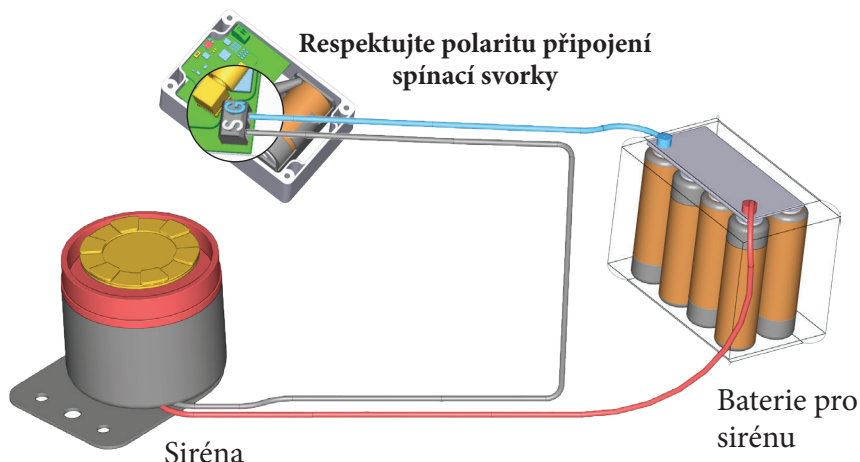 Respektujte polaritu připojení
spínací svorky
S C
Siréna
Baterie pro
sirénu